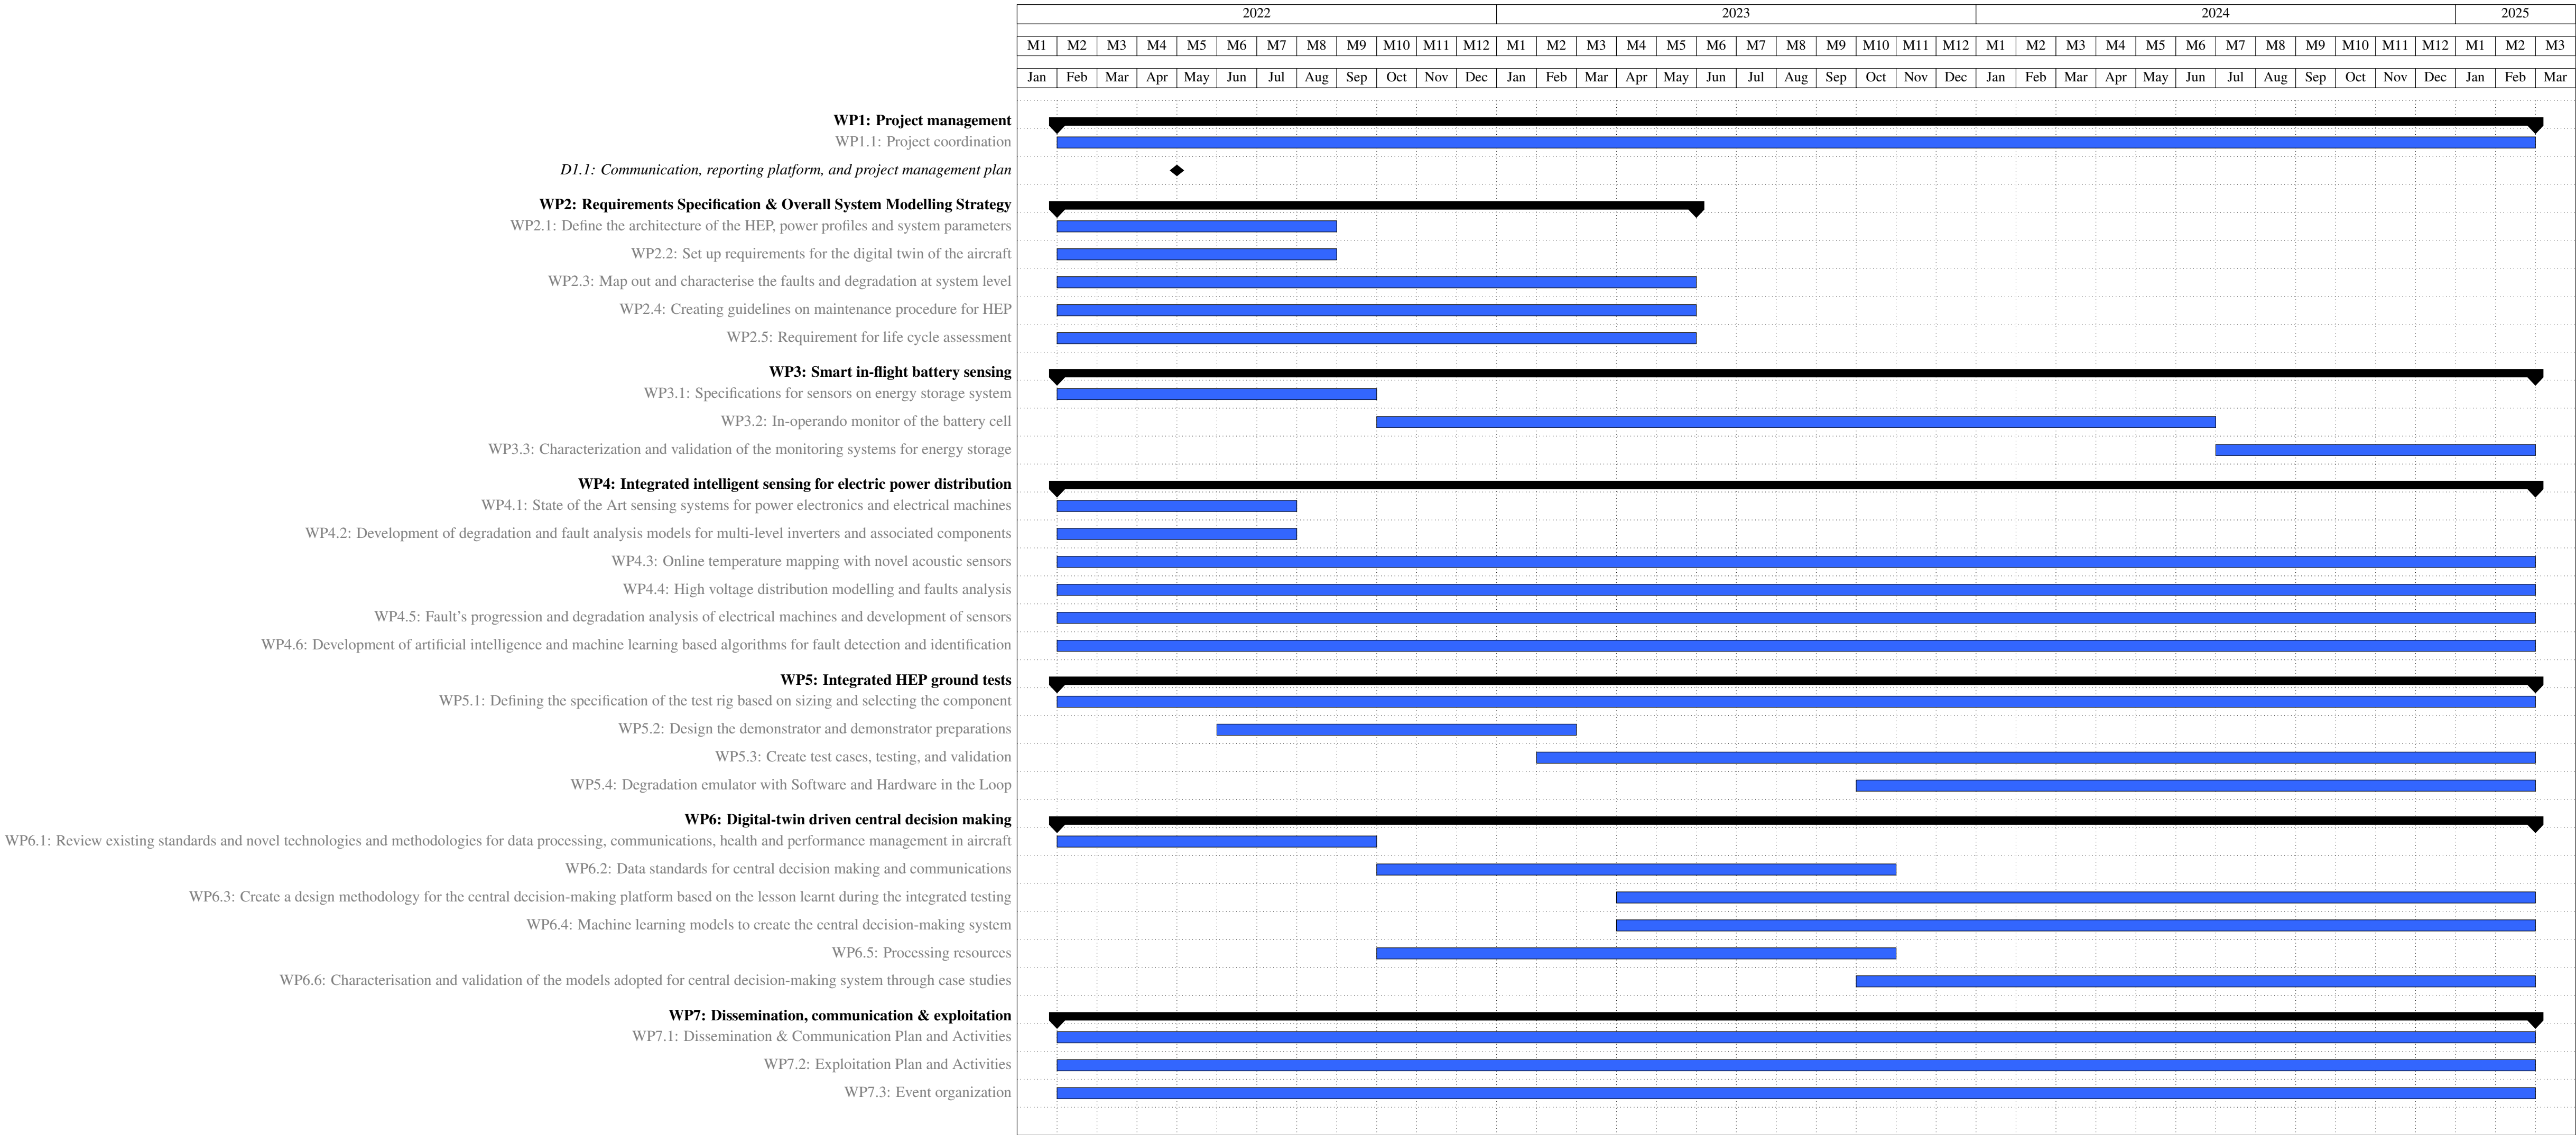 2022 2023 2024 2025
M1 M2 M3 M4 M5 M6 M7 M8 M9 M10 M11 M12 M1 M2 M3 M4 M5 M6 M7 M8 M9 M10 M11 M12 M1 M2 M3 M4 M5 M6 M7 M8 M9 M10 M11 M12 M1 M2 M3
Jan Feb Mar Apr May Jun Jul Aug Sep Oct Nov Dec Jan Feb Mar Apr May Jun Jul Aug Sep Oct Nov Dec Jan Feb Mar Apr May Jun Jul Aug Sep Oct Nov Dec Jan Feb Mar
WP1: Project management
WP1.1: Project coordination
D1.1: Communication, reporting platform, and project management plan
WP2: Requirements Specification & Overall System Modelling Strategy
WP2.1: Define the architecture of the HEP, power profiles and system parameters
WP2.2: Set up requirements for the digital twin of the aircraft
WP2.3: Map out and characterise the faults and degradation at system level
WP2.4: Creating guidelines on maintenance procedure for HEP
WP2.5: Requirement for life cycle assessment
WP3: Smart in-flight battery sensing
WP3.1: Specifications for sensors on energy storage system
WP3.2: In-operando monitor of the battery cell
WP3.3: Characterization and validation of the monitoring systems for energy storage
WP4: Integrated intelligent sensing for electric power distribution
WP4.1: State of the Art sensing systems for power electronics and electrical machines
WP4.2: Development of degradation and fault analysis models for multi-level inverters and associated components
WP4.3: Online temperature mapping with novel acoustic sensors
WP4.4: High voltage distribution modelling and faults analysis
WP4.5: Fault's progression and degradation analysis of electrical machines and development of sensors
WP4.6: Development of artificial intelligence and machine learning based algorithms for fault detection and identification
WP5: Integrated HEP ground tests
WP5.1: Defining the specification of the test rig based on sizing and selecting the component
WP5.2: Design the demonstrator and demonstrator preparations
WP5.3: Create test cases, testing, and validation
WP5.4: Degradation emulator with Software and Hardware in the Loop
WP6: Digital-twin driven central decision making
WP6.1: Review existing standards and novel technologies and methodologies for data processing, communications, health and performance management in aircraft
WP6.2: Data standards for central decision making and communications
WP6.3: Create a design methodology for the central decision-making platform based on the lesson learnt during the integrated testing
WP6.4: Machine learning models to create the central decision-making system
WP6.5: Processing resources
WP6.6: Characterisation and validation of the models adopted for central decision-making system through case studies
WP7: Dissemination, communication & exploitation
WP7.1: Dissemination & Communication Plan and Activities
WP7.2: Exploitation Plan and Activities
WP7.3: Event organization